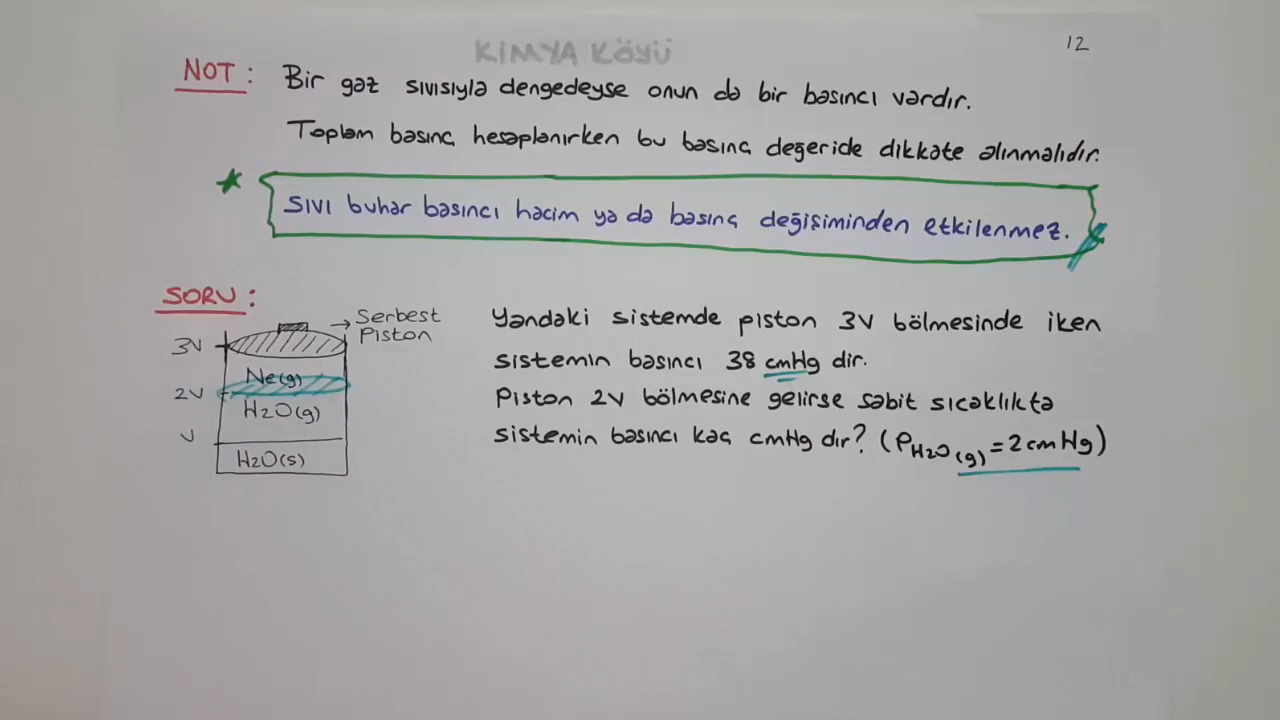 KİMYA KÖYÜ
12
NOT: Bir gaz sıvısıyla dengedeyse onun da bir basıncı vardır.
Toplam basınç hesaplanırken bu basınç değeride dikkate alınmalıdır.
Sıvı buhar basıncı hacim ya da basınç değişiminden etkilenmez.
SORU:
Serbest
Piston
3V
Ne(g)
2V
H2O(g)
V
H2O(s)
Yandaki sistemde piston 3V bölmesinde iken
sistemin basıncı 38 cmHg dir.
Piston 2V bölmesine gelirse sabit sıcaklıkta
sistemin basıncı kaç cmHg dır? (PH2O(g)=2cmHg)